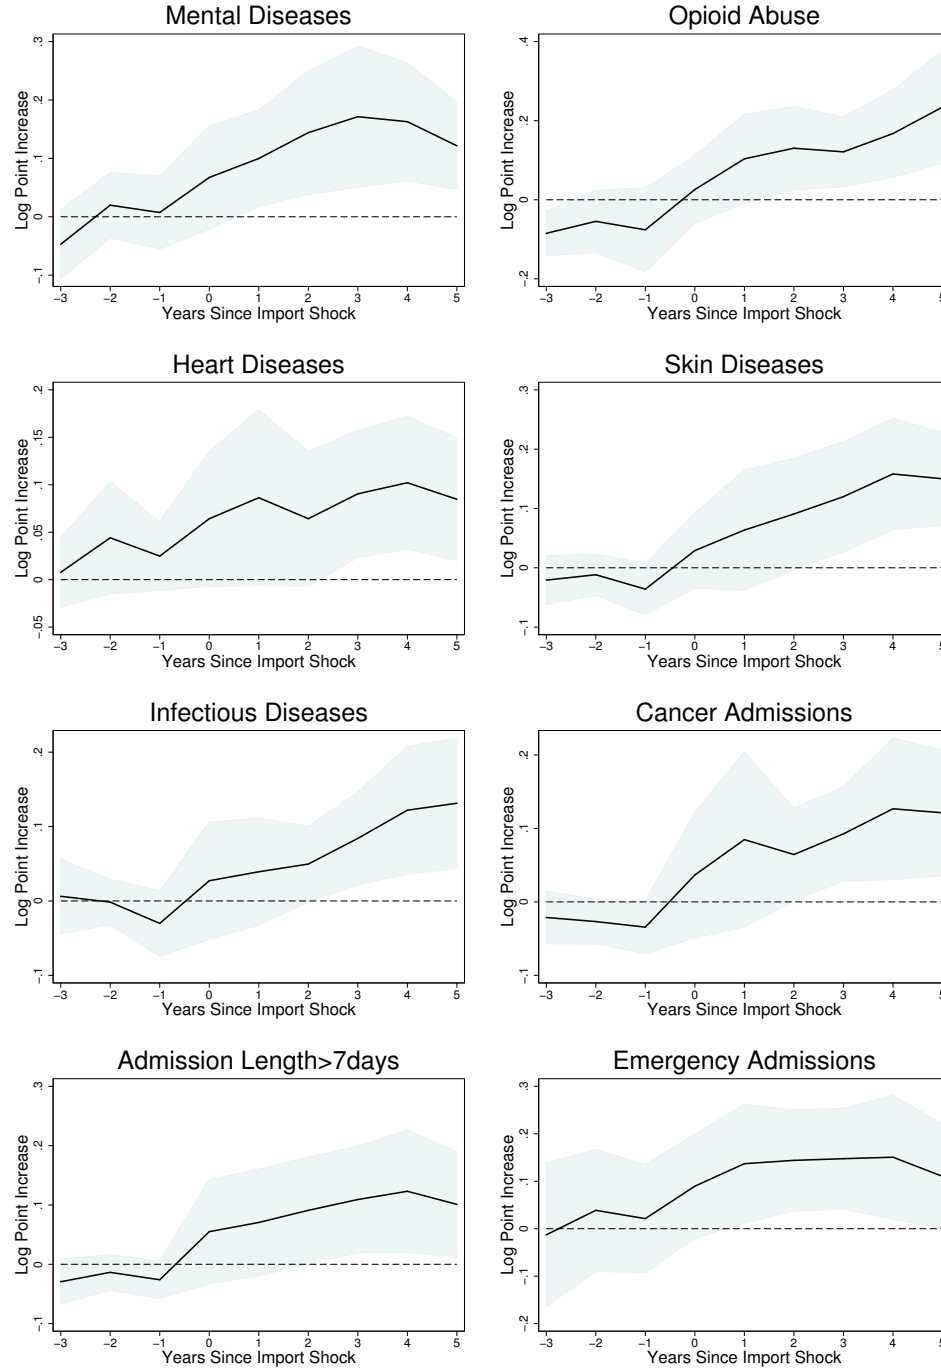 Mental Diseases
Log Point Increase
.3
.2
.1
0
-.1
-3 -2 -1 0 1 2 3 4 5
Years Since Import Shock
Opioid Abuse
Log Point Increase
.4
.2
0
-.2
-3 -2 -1 0 1 2 3 4 5
Years Since Import Shock
Heart Diseases
Log Point Increase
.2
.15
.1
.05
0
-.05
-3 -2 -1 0 1 2 3 4 5
Years Since Import Shock
Skin Diseases
Log Point Increase
.3
.2
.1
0
-.1
-3 -2 -1 0 1 2 3 4 5
Years Since Import Shock
Infectious Diseases
Log Point Increase
.2
.1
0
-.1
-3 -2 -1 0 1 2 3 4 5
Years Since Import Shock
Cancer Admissions
Log Point Increase
.2
.1
0
-.1
-3 -2 -1 0 1 2 3 4 5
Years Since Import Shock
Admission Length>7days
Log Point Increase
.3
.2
.1
0
-.1
-3 -2 -1 0 1 2 3 4 5
Years Since Import Shock
Emergency Admissions
Log Point Increase
.3
.2
.1
0
-.1
-.2
-3 -2 -1 0 1 2 3 4 5
Years Since Import Shock